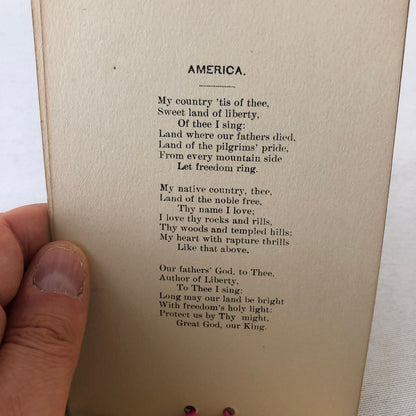 AMERICA.
My country 'tis of thee,
Sweet land of liberty,
Of thee I sing:
Land where our fathers died,
Land of the pilgrims' pride,
From every mountain side
Let freedom ring.
My native country, thee,
Land of the noble free,
Thy name I love;
I love thy rocks and rills,
Thy woods and templed hills;
My heart with rapture thrills
Like that above.
Our fathers' God, to Thee,
Author of Liberty,
To Thee I sing;
Long may our land be bright
With freedom's holy light:
Protect us by Thy might,
Great God, our King.